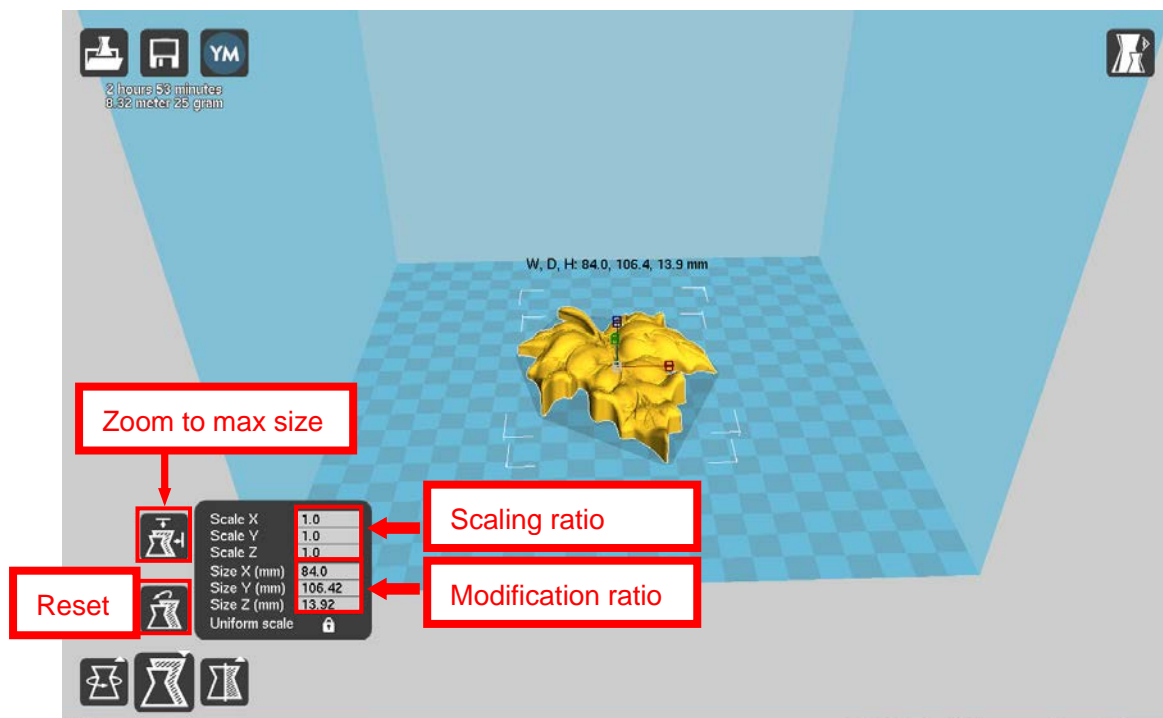 YM
2 hours 53 minutes
8.32 meter 25 gram
W, D, H: 84.0, 106.4, 13.9 mm
Zoom to max size
Scale X 1.0
Scale Y 1.0
Scale Z 1.0
Size X (mm) 84.0
Size Y (mm) 106.42
Size Z (mm) 13.92
Uniform scale
Scaling ratio
Modification ratio
Reset